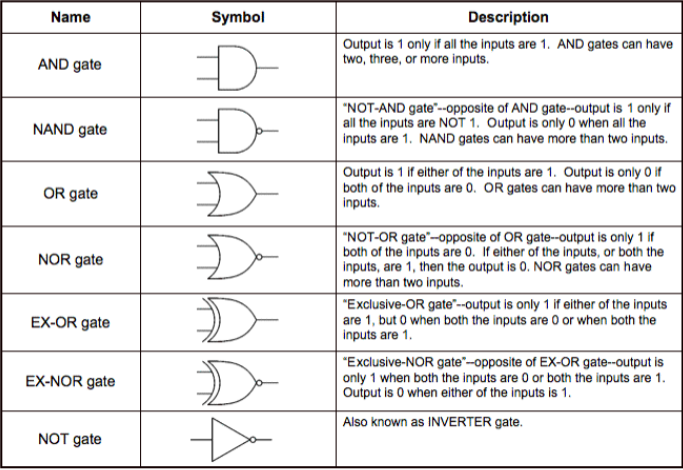 Name Symbol Description
AND gate
Output is 1 only if all the inputs are 1. AND gates can have
two, three, or more inputs.
NAND gate
"NOT-AND gate"--opposite of AND gate--output is 1 only if
all the inputs are NOT 1. Output is only 0 when all the
inputs are 1. NAND gates can have more than two inputs.
OR gate
Output is 1 if either of the inputs are 1. Output is only 0 if
both of the inputs are 0. OR gates can have more than two
inputs.
NOR gate
"NOT-OR gate"--opposite of OR gate--output is only 1 if
both of the inputs are 0. If either of the inputs, or both the
inputs, are 1, then the output is 0. NOR gates can have
more than two inputs.
EX-OR gate
"Exclusive-OR gate"--output is only 1 if either of the inputs
are 1, but 0 when both the inputs are 0 or when both the
inputs are 1.
EX-NOR gate
"Exclusive-NOR gate"--opposite of EX-OR gate--output is
only 1 when both the inputs are 0 or both the inputs are 1.
Output is 0 when either of the inputs is 1.
NOT gate
Also known as INVERTER gate.